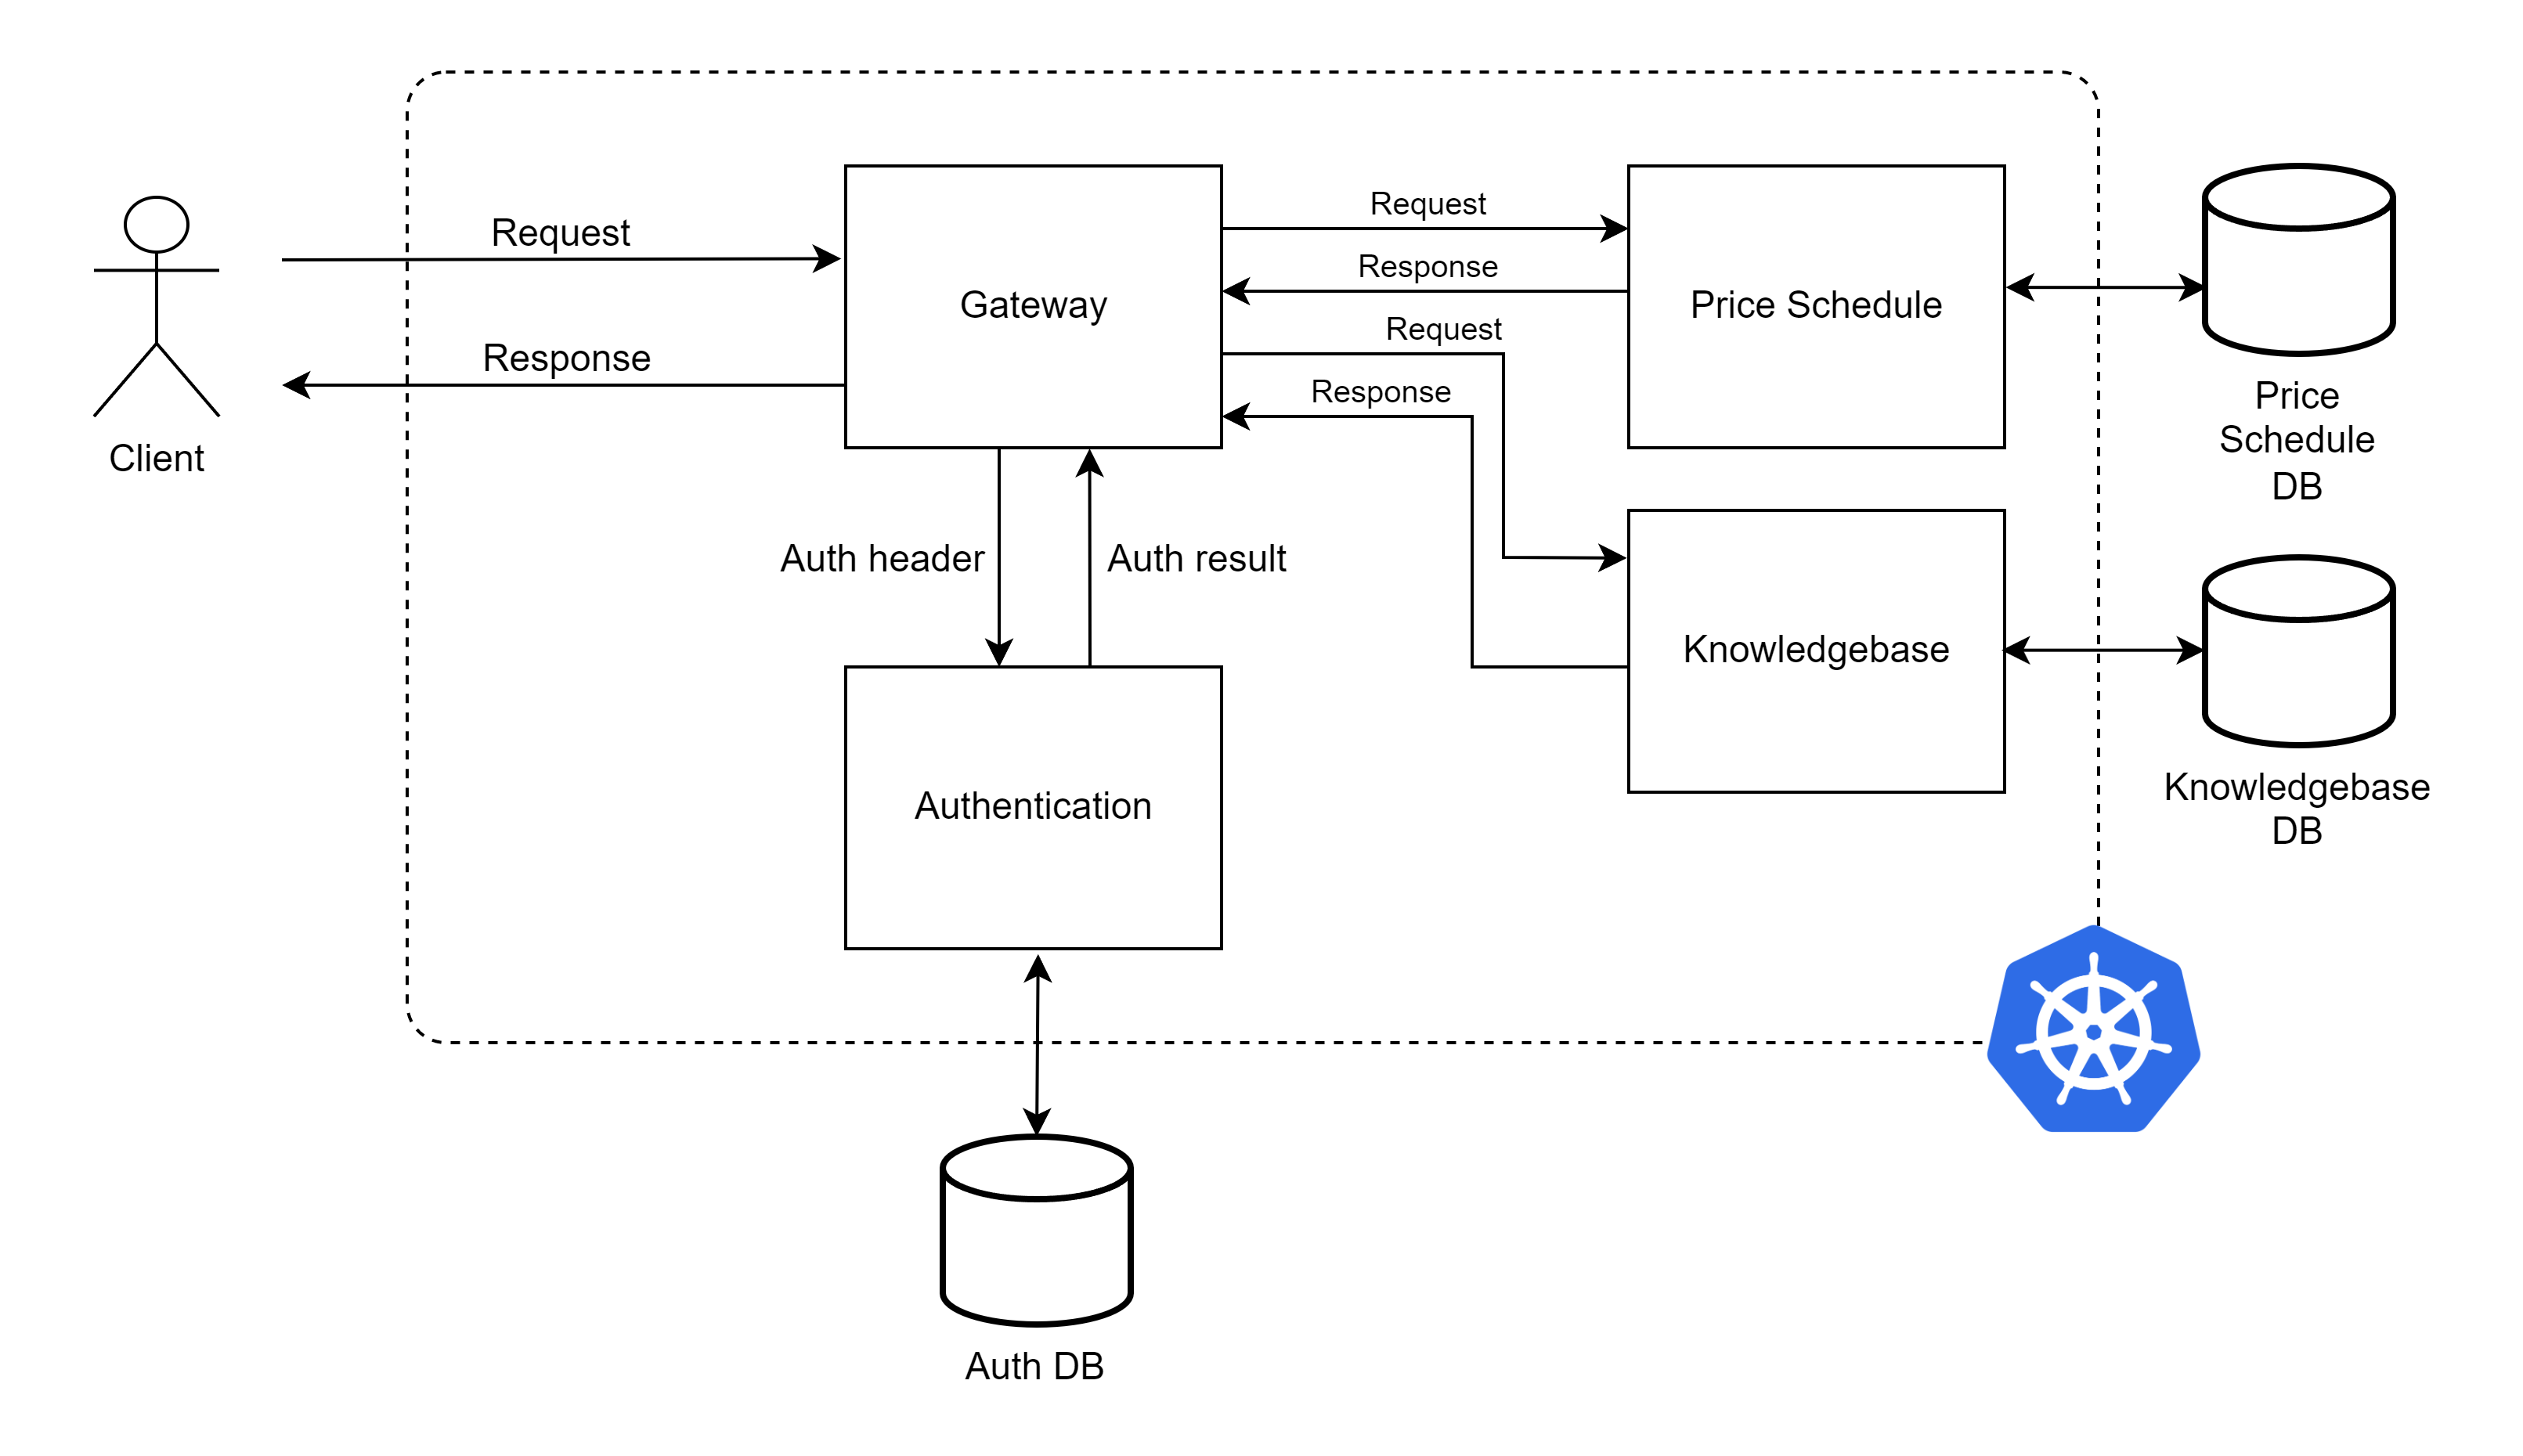 Request
Response
Client
Gateway
Request
Response
Request
Response
Price Schedule
Price
Schedule
DB
Auth header
Auth result
Knowledgebase
Knowledgebase
DB
Authentication
Auth DB